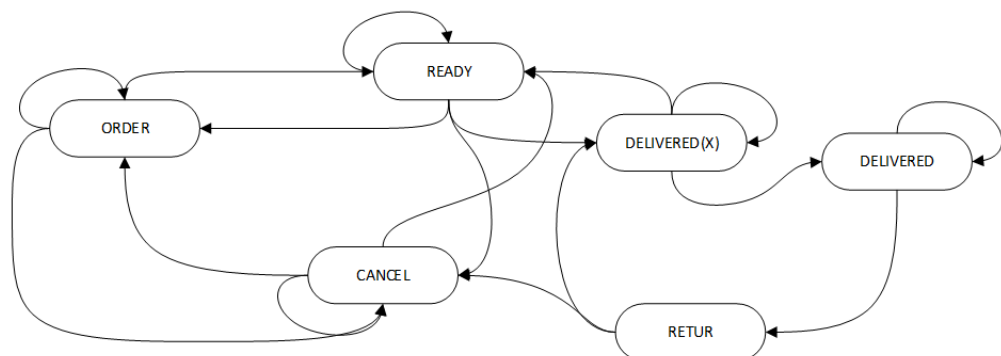 READY
ORDER
DELIVERED(X)
DELIVERED
CANCEL
RETUR